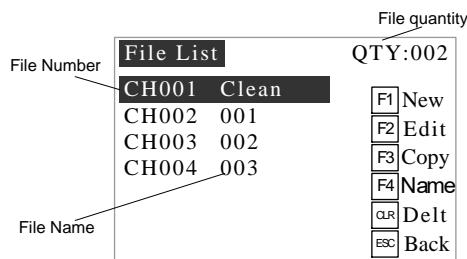 File quantity
File List QTY:002
File Number
CH001 Clean
CH002 001
CH003 002
CH004 003
F1 New
F2 Edit
F3 Copy
F4 Name
CLR Delt
ESC Back
File Name